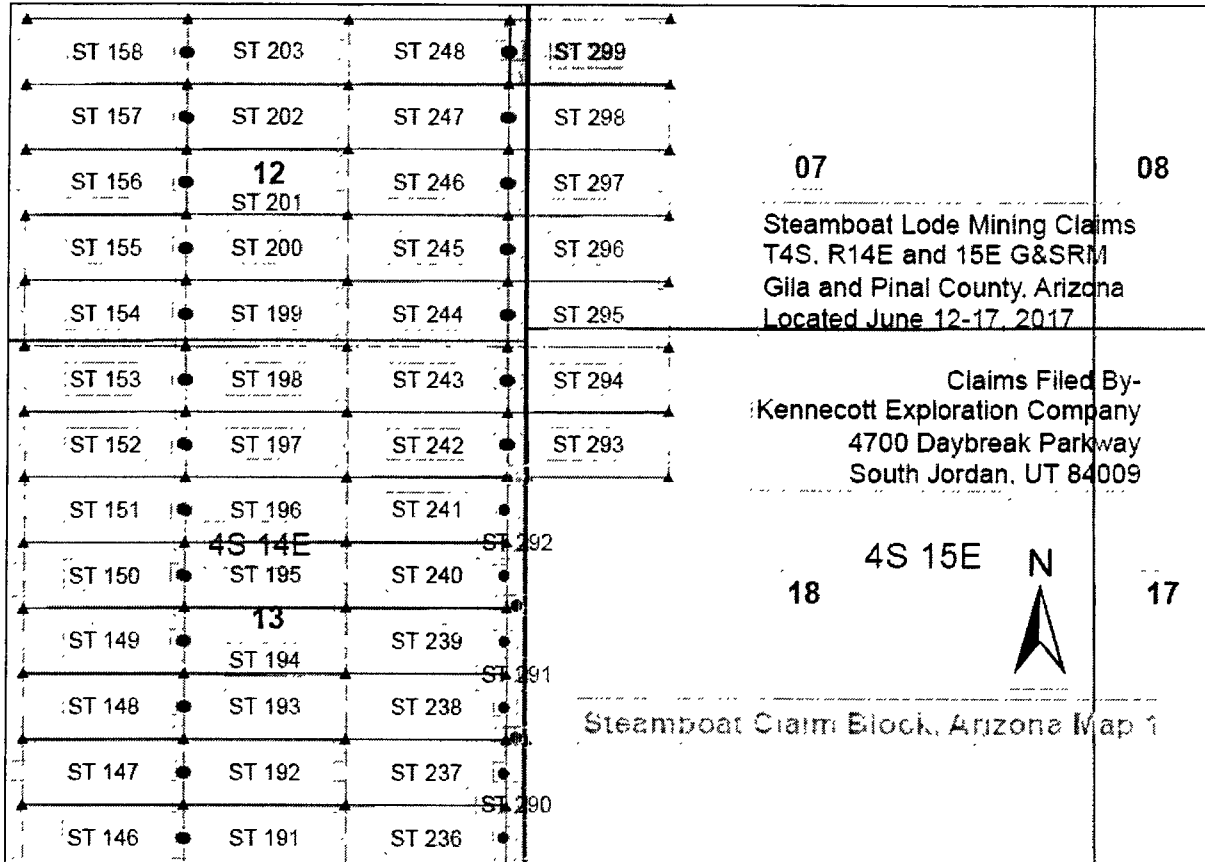 ST 158 ST 203 ST 248 ST 299
ST 157 ST 202 ST 247 ST 298
12 07 08
ST 156 ST 201 ST 246 ST 297
ST 155 ST 200 ST 245 ST 296
Steamboat Lode Mining Claims
T4S. R14E and 15E G&SRM
Gila and Pinal County. Arizona
Located June 12-17, 2017
ST 154 ST 199 ST 244 ST 295
ST 153 ST 198 ST 243 ST 294
Claims Filed By-
Kennecott Exploration Company
4700 Daybreak Parkway
South Jordan. UT 84009
ST 152 ST 197 ST 242 ST 293
ST 151 ST 196 ST 241
4S 14E ST 292 4S 15E N
ST 150 ST 195 ST 240
13 18 17
ST 149 ST 194 ST 239
ST 291
ST 148 ST 193 ST 238
Steamboat Claim Block, Arizona Map 1
ST 147 ST 192 ST 237
ST 290
ST 146 ST 191 ST 236